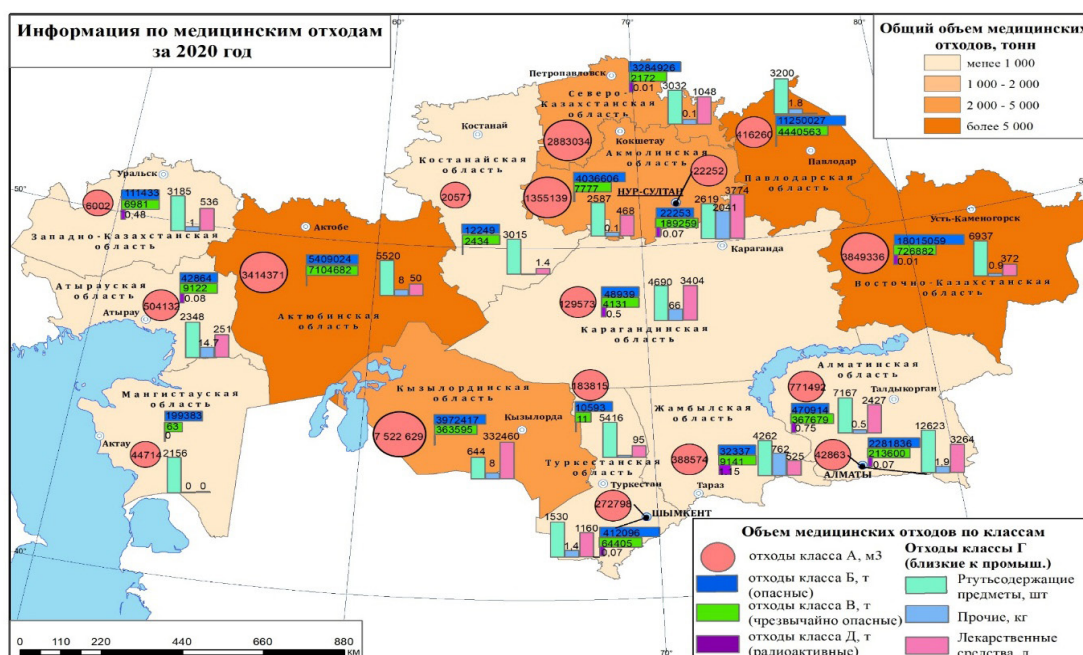 Информация по медицинским отходам
за 2020 год
60°
70°
80°
Общий объем медицинских
отходов, тонн
менее 1 000
1 000 - 2 000
2 000 - 5 000
более 5 000
Петропавловск
3284926
2172
0.01
3032
0.1
1048
Северо-
Казахстанская
область
2883034
3200
1.8
11250027
4440563
416260
Павлодар
Павлодарская
область
Костанай
Костанайская
область
20571
12249
2434
3015
1.4
Кокшетау
Акмолинская
область
1355139
4036606
7777
2587
0.1
468
НУР-СУЛТАН
22252
22253
189259
0.07
2619
2041
3774
50°
Уральск
6002
111433
6981
0.48
3185
1
536
Западно-Казахстанская
область
Актобе
3414371
5409024
7104682
5520
8
50
Актюбинская
область
Атырауская
область
42864
9122
0.08
504132
Атырау
2348
14.7
251
Караганда
129573
48939
4131
0.5
4690
66
3404
Карагандинская
область
Усть-Каменогорск
3849336
18015059
726882
0.01
6937
0.9
372
Восточно-Казахстанская
область
Мангистауская
область
199383
63
0
Актау
44714
2156
0
0
Кызылординская
область
Кызылорда
7 522 629
3972417
363595
644
8
332460
183815
10593
11
5416
95
Туркестанская
область
Туркестан
Жамбылская
область
388574
32337
9141
4262
762
525
Тараз
Алматинская
область
771492
Талдыкорган
470914
367679
0.75
7167
0.5
2427
42863
2281836
213600
0.07
АЛМАТЫ
12623
1.9
3264
272798
ШЫМКЕНТ
1530
1.4
1160
412096
64405
0.07
40°
70°
0 110 220 440 660 880
КМ
Объем медицинских отходов по классам
отходы класса А, м3
отходы класса Б, т
(опасные)
отходы класса В, т
(чрезвычайно опасные)
отходы класса Д, т
(радиоактивные)
Отходы классы Г
(близкие к промыш.)
Ртутьсодержащие
предметы, шт
Прочие, кг
Лекарственные
средства, л